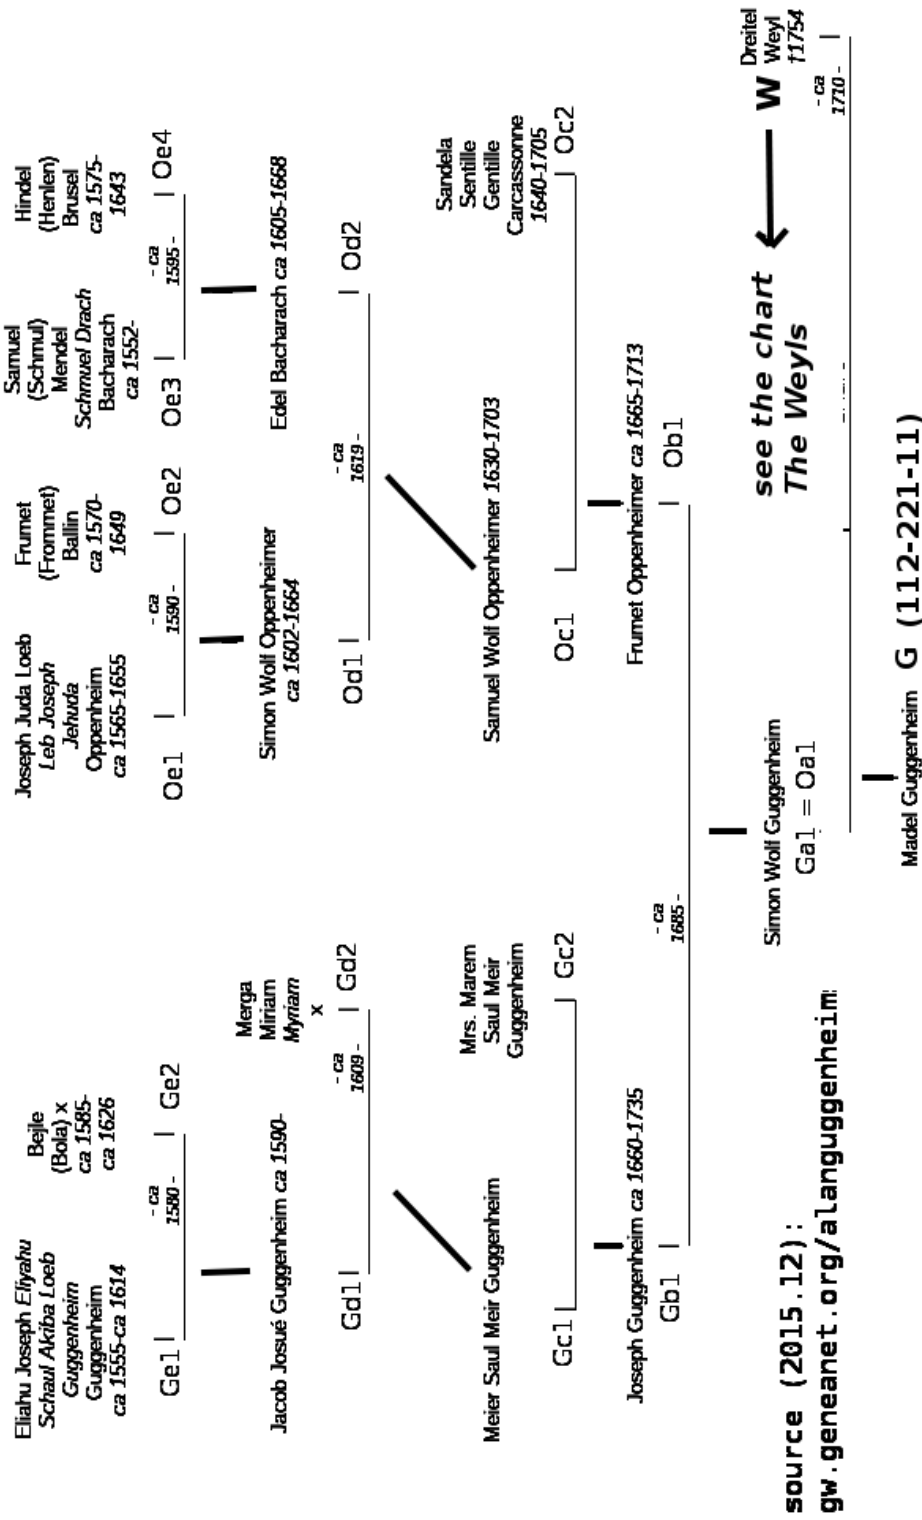 Eliahu Joseph Eliyahu
Schaul Akiba Loeb
Guggenheim
Guggenheim
ca 1555-ca 1614
Bejle
(Bola) x
ca 1585-
ca 1626
Joseph Juda Loeb
Leb Joseph
Jehuda
Oppenheim
ca 1565-1655
Frumet
(Frommet)
Ballin
ca 1570-
1649
Samuel
(Schmul)
Mendel
Schmuel Drach
Bacharach
ca 1552-
Hindel
(Henlen)
Brusel
ca 1575-
1643
Ge1
- ca
1580 -
Ge2
Oe1
- ca
1590 -
Oe2
Oe3
- ca
1595 -
Oe4
Jacob Josué Guggenheim ca 1590-
Merga
Miriam
Myriam
x
Simon Wolf Oppenheimer
ca 1602-1664
Edel Bacharach ca 1605-1668
Gd1
- ca
1609 -
Gd2
Od1
- ca
1619 -
Od2
Meier Saul Meir Guggenheim
Mrs. Marem
Saul Meir
Guggenheim
Samuel Wolf Oppenheimer 1630-1703
Sandela
Sentille
Gentille
Carcassonne
1640-1705
Gc1
Gc2
Oc1
Oc2
Joseph Guggenheim ca 1660-1735
Frumet Oppenheimer ca 1665-1713
Gb1
- ca
1685 -
Ob1
Simon Wolf Guggenheim
Ga1 = Oa1
see the chart
The Weyls
W
Dreitel
Weyl
†1754
- ca
1710 -
source (2015.12):
gw.geneanet.org/alanguggenheim
Madel Guggenheim G (112-221-11)